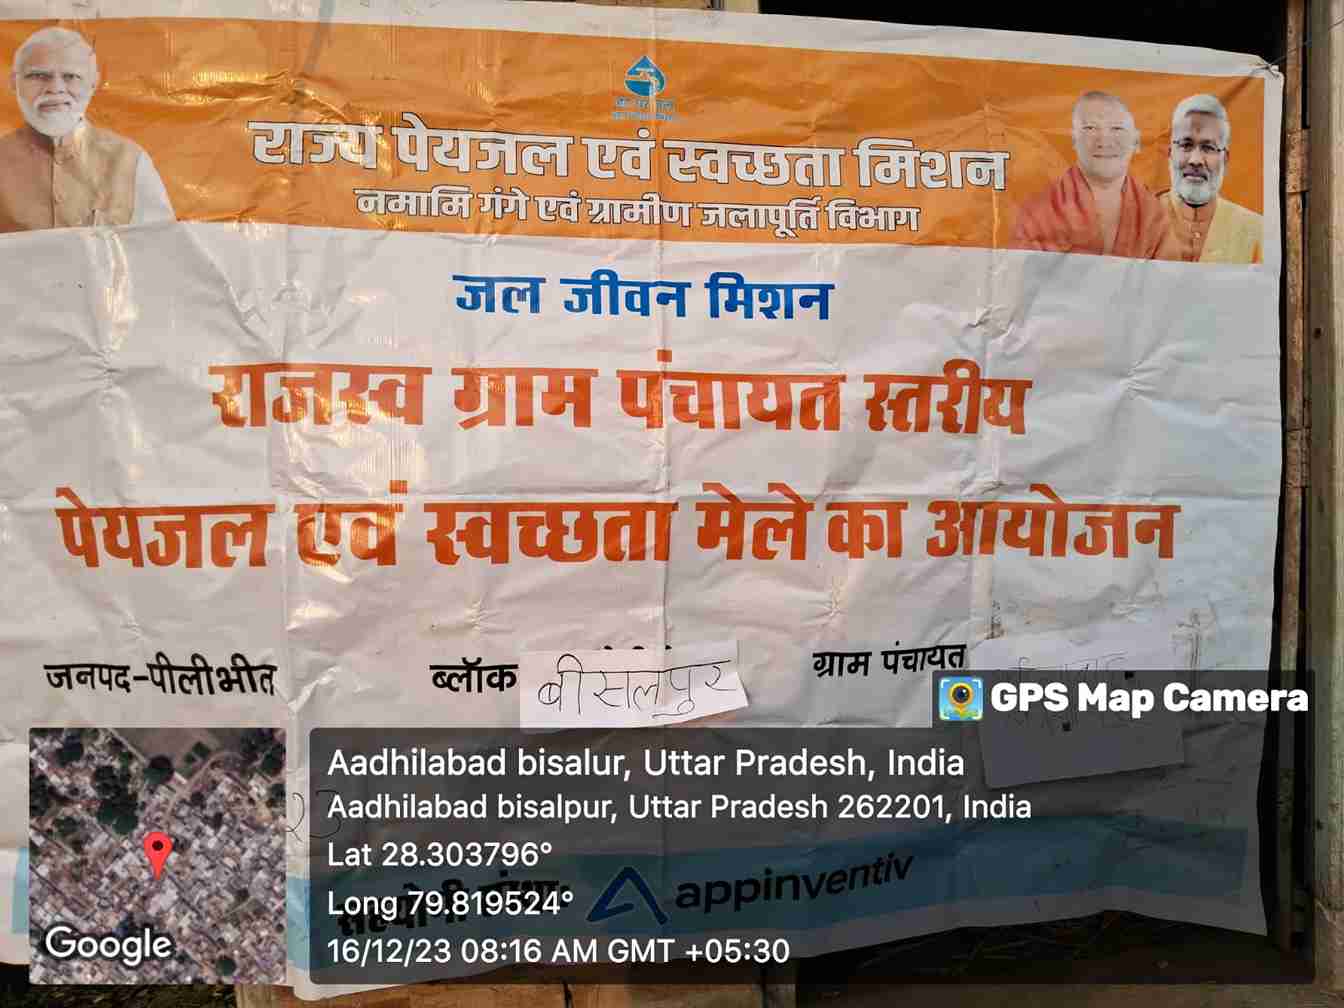 राज्य पेयजल एवं स्वच्छता मिशन
नमामि गंगे एवं ग्रामीण जलापूर्ति विभाग
जल जीवन मिशन
राजस्व ग्राम पंचायत स्तरीय
पेयजल एवं स्वच्छता मेले का आयोजन
जनपद-पीलीभीत ब्लॉक बीसलपुर ग्राम पंचायत
GPS Map Camera
Aadhilabad bisalur, Uttar Pradesh, India
Aadhilabad bisalpur, Uttar Pradesh 262201, India
Lat 28.303796°
Long 79.819524°
16/12/23 08:16 AM GMT +05:30
appinventiv
Google